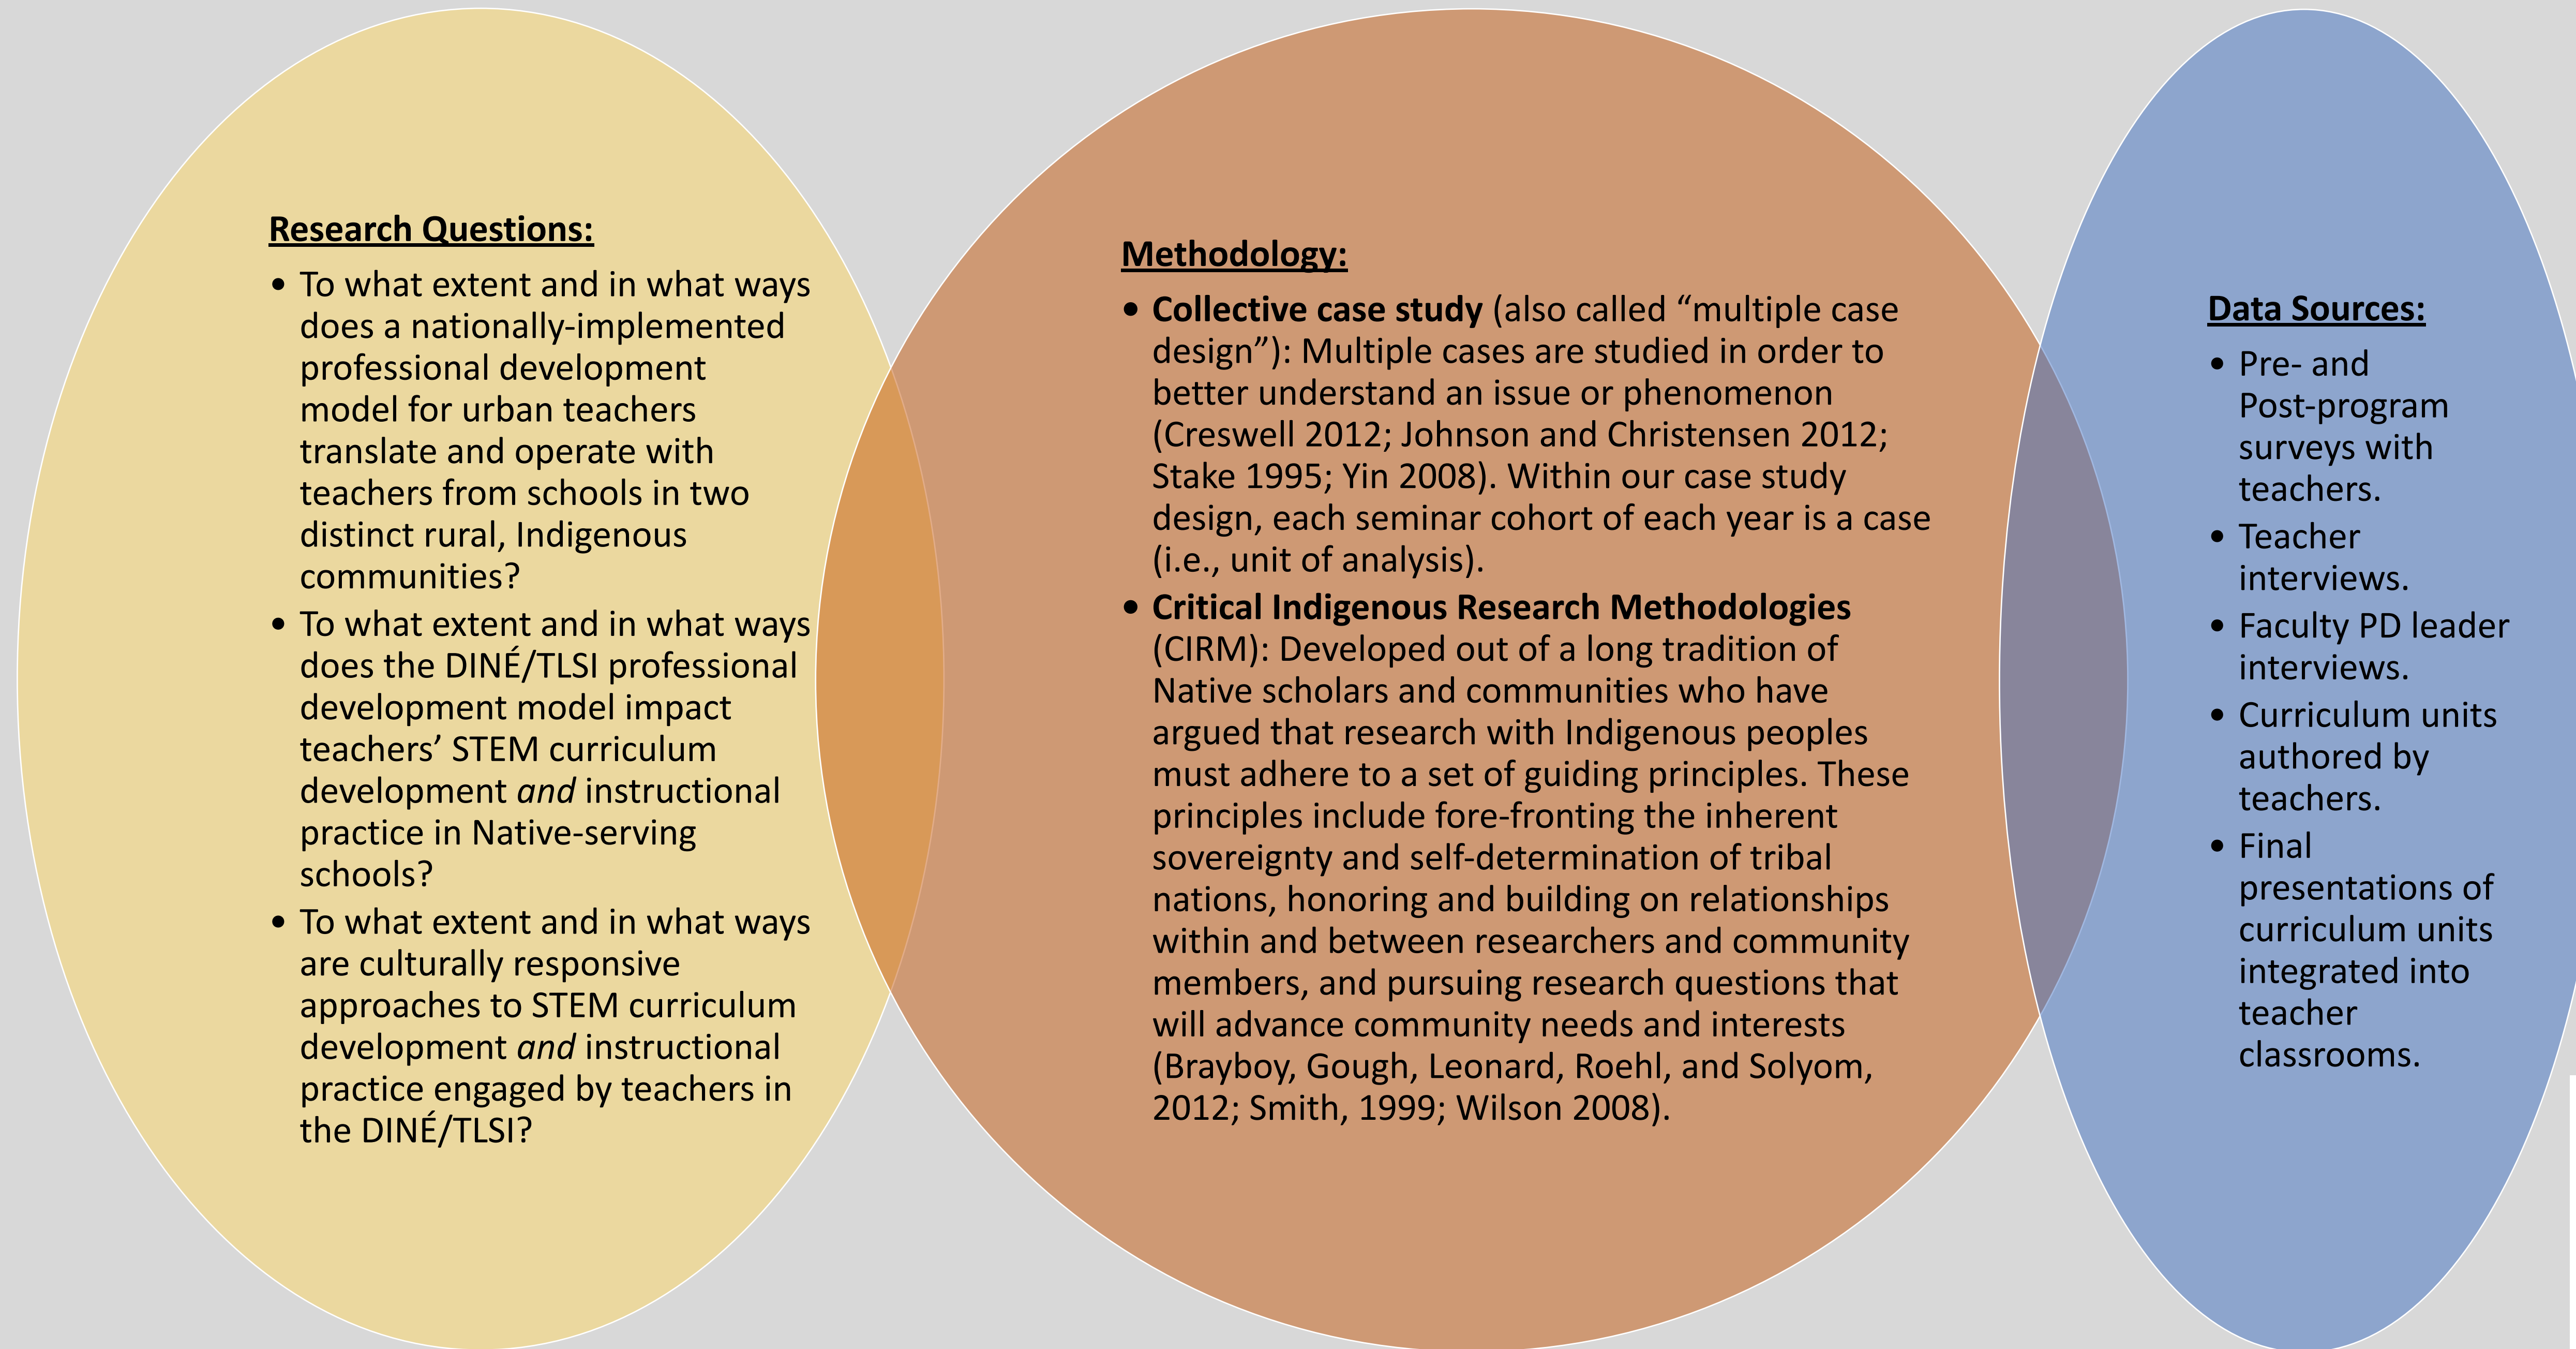 Research Questions:
• To what extent and in what ways
does a nationally-implemented
professional development
model for urban teachers
translate and operate with
teachers from schools in two
distinct rural, Indigenous
communities?
• To what extent and in what ways
does the DINÉ/TLSI professional
development model impact
teachers’ STEM curriculum
development and instructional
practice in Native-serving
schools?
• To what extent and in what ways
are culturally responsive
approaches to STEM curriculum
development and instructional
practice engaged by teachers in
the DINÉ/TLSI?
Methodology:
• Collective case study (also called “multiple case
design”): Multiple cases are studied in order to
better understand an issue or phenomenon
(Creswell 2012; Johnson and Christensen 2012;
Stake 1995; Yin 2008). Within our case study
design, each seminar cohort of each year is a case
(i.e., unit of analysis).
• Critical Indigenous Research Methodologies
(CIRM): Developed out of a long tradition of
Native scholars and communities who have
argued that research with Indigenous peoples
must adhere to a set of guiding principles. These
principles include fore-fronting the inherent
sovereignty and self-determination of tribal
nations, honoring and building on relationships
within and between researchers and community
members, and pursuing research questions that
will advance community needs and interests
(Brayboy, Gough, Leonard, Roehl, and Solyom,
2012; Smith, 1999; Wilson 2008).
Data Sources:
• Pre- and
Post-program
surveys with
teachers.
• Teacher
interviews.
• Faculty PD leader
interviews.
• Curriculum units
authored by
teachers.
• Final
presentations of
curriculum units
integrated into
teacher
classrooms.